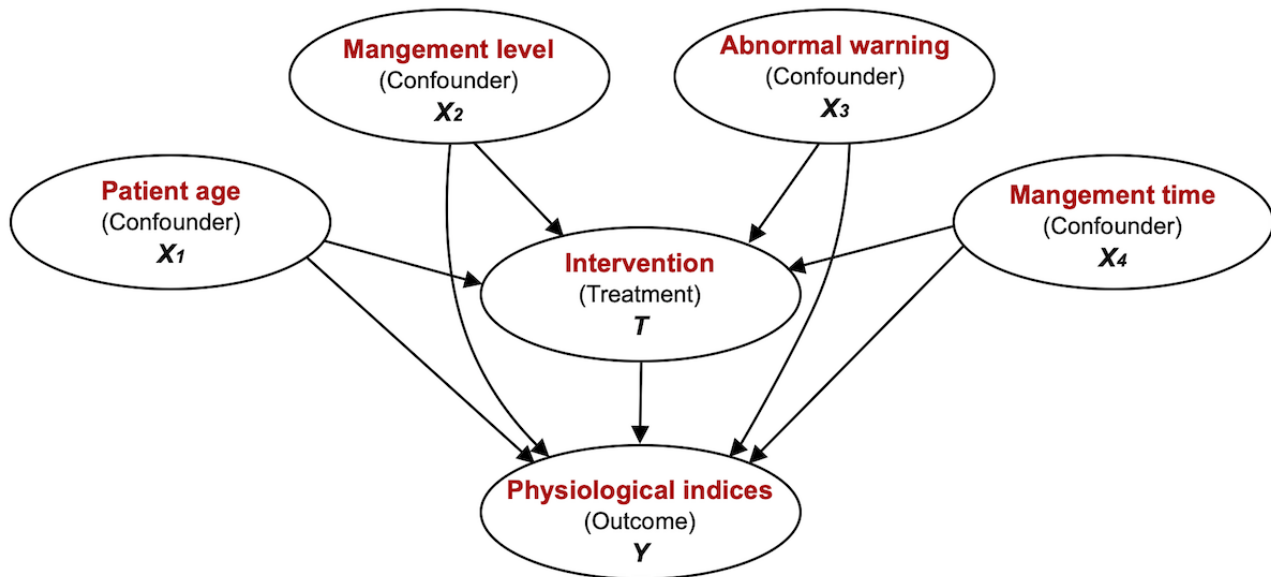 Mangement level
(Confounder)
X2
Abnormal warning
(Confounder)
X3
Patient age
(Confounder)
X1
Mangement time
(Confounder)
X4
Intervention
(Treatment)
T
Physiological indices
(Outcome)
Y